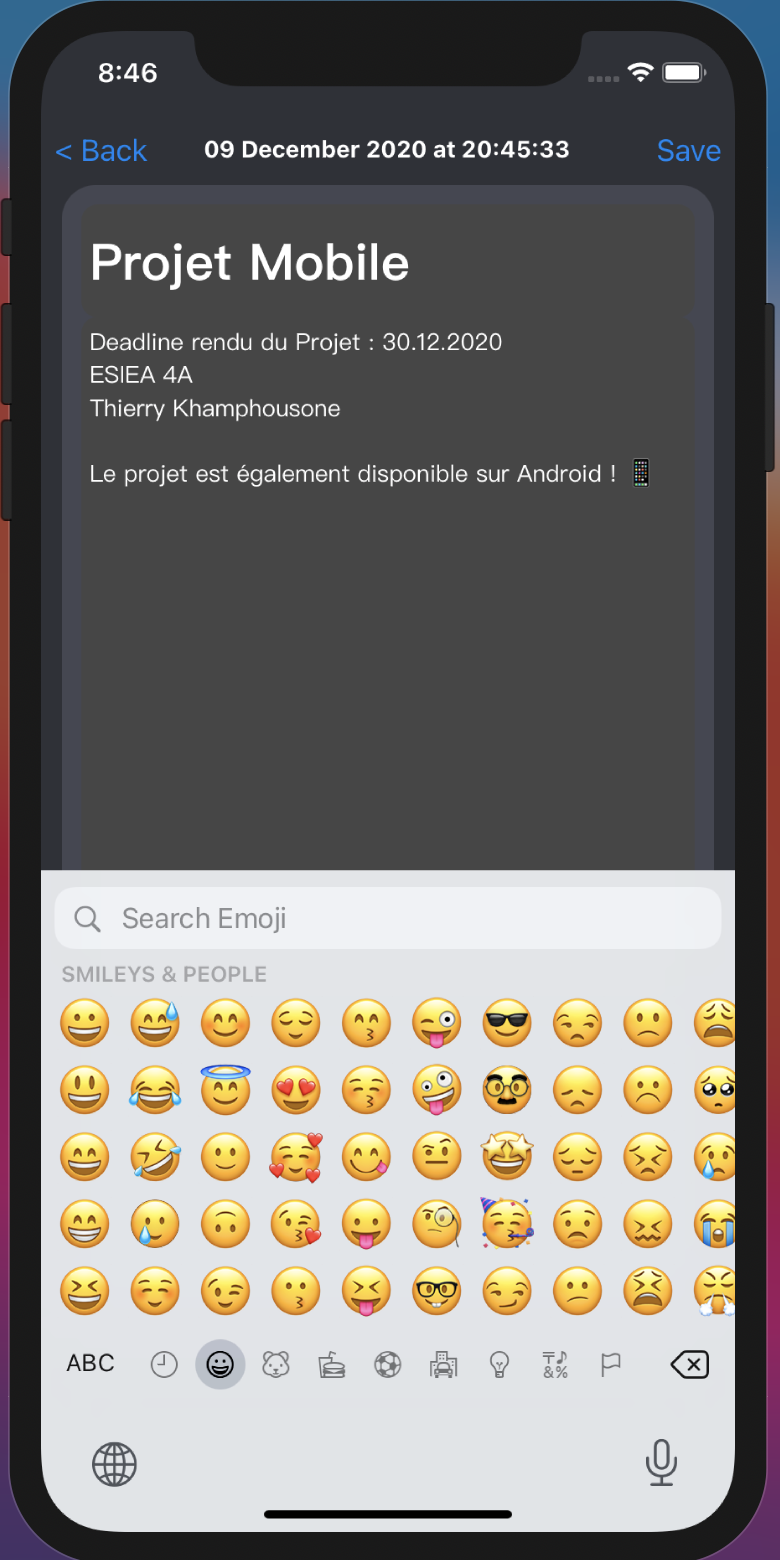 8:46
< Back 09 December 2020 at 20:45:33 Save
Projet Mobile
Deadline rendu du Projet : 30.12.2020
ESIEA 4A
Thierry Khamphousone
Le projet est également disponible sur Android ! 📱
Search Emoji
SMILEYS & PEOPLE
ABC